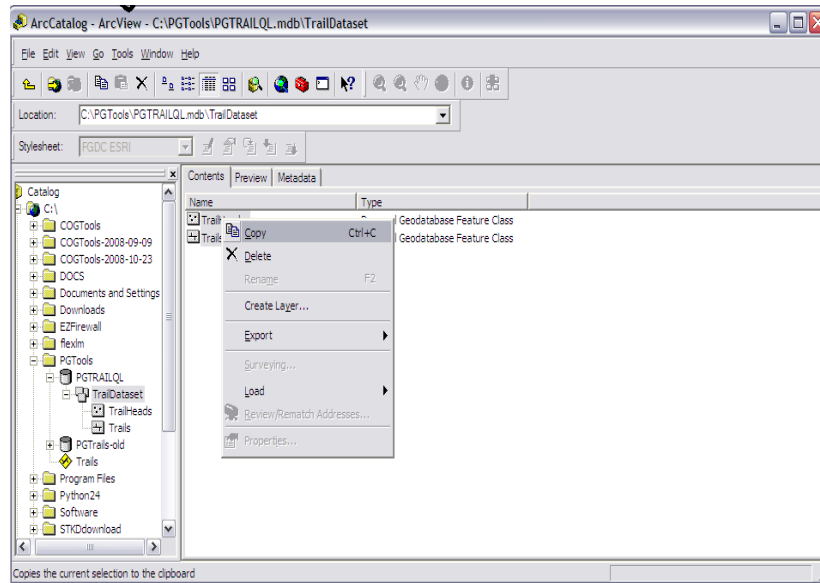 ArcCatalog - ArcView - C:\PGTools\PGTRAILQL.mdb\TrailDataset
File Edit View Go Tools Window Help
Location: C:\PGTools\PGTRAILQL.mdb\TrailDataset
Stylesheet: FGDC ESRI
Contents Preview Metadata
Catalog
C:\
COGTools
COGTools-2008-09-09
COGTools-2008-10-23
DOCS
Documents and Settings
Downloads
EZFirewall
flexlm
PGTools
PGTRAILQL
TrailDataset
TrailHeads
Trails
PGTrails-old
Trails
Program Files
Python24
Software
STKDdownload
Name Type
Geodatabase Feature Class
Geodatabase Feature Class
Copy Ctrl+C
Delete
Rename F2
Create Layer...
Export
Surveying...
Load
Review/Rematch Addresses...
Properties...
Copies the current selection to the clipboard